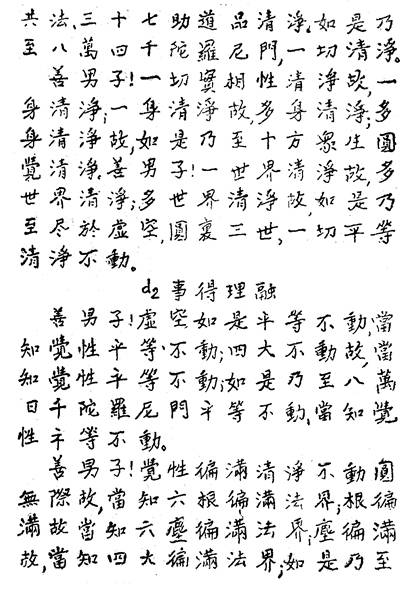 共法、三十七助道品清淨。如是乃
至八萬四千陀羅尼門,一切清淨。
善男子!一切實相性清淨故,一
身清淨;一身清淨故,多身清淨;多
身清淨故,如是乃至十方眾生圓
覺清淨。善男子!一世界清淨故,多
世界清淨;多世界清淨故,如是乃
至尽於虛空,圓裏三世,一切平等
清淨不動。
d2事得理融
善男子!虛空如是平等不動,當
知覺性平等不動;四大不動故,當
知覺性平等不動;如是乃至八萬
四千陀羅尼門平等不動,當知覺
性平等不動。
善男子!覺性徧滿清淨不動圓
無際故,當知六根徧滿法界;根徧
滿故,當知六塵徧滿法界;塵徧滿
故,當知四大徧滿法界;如是乃至